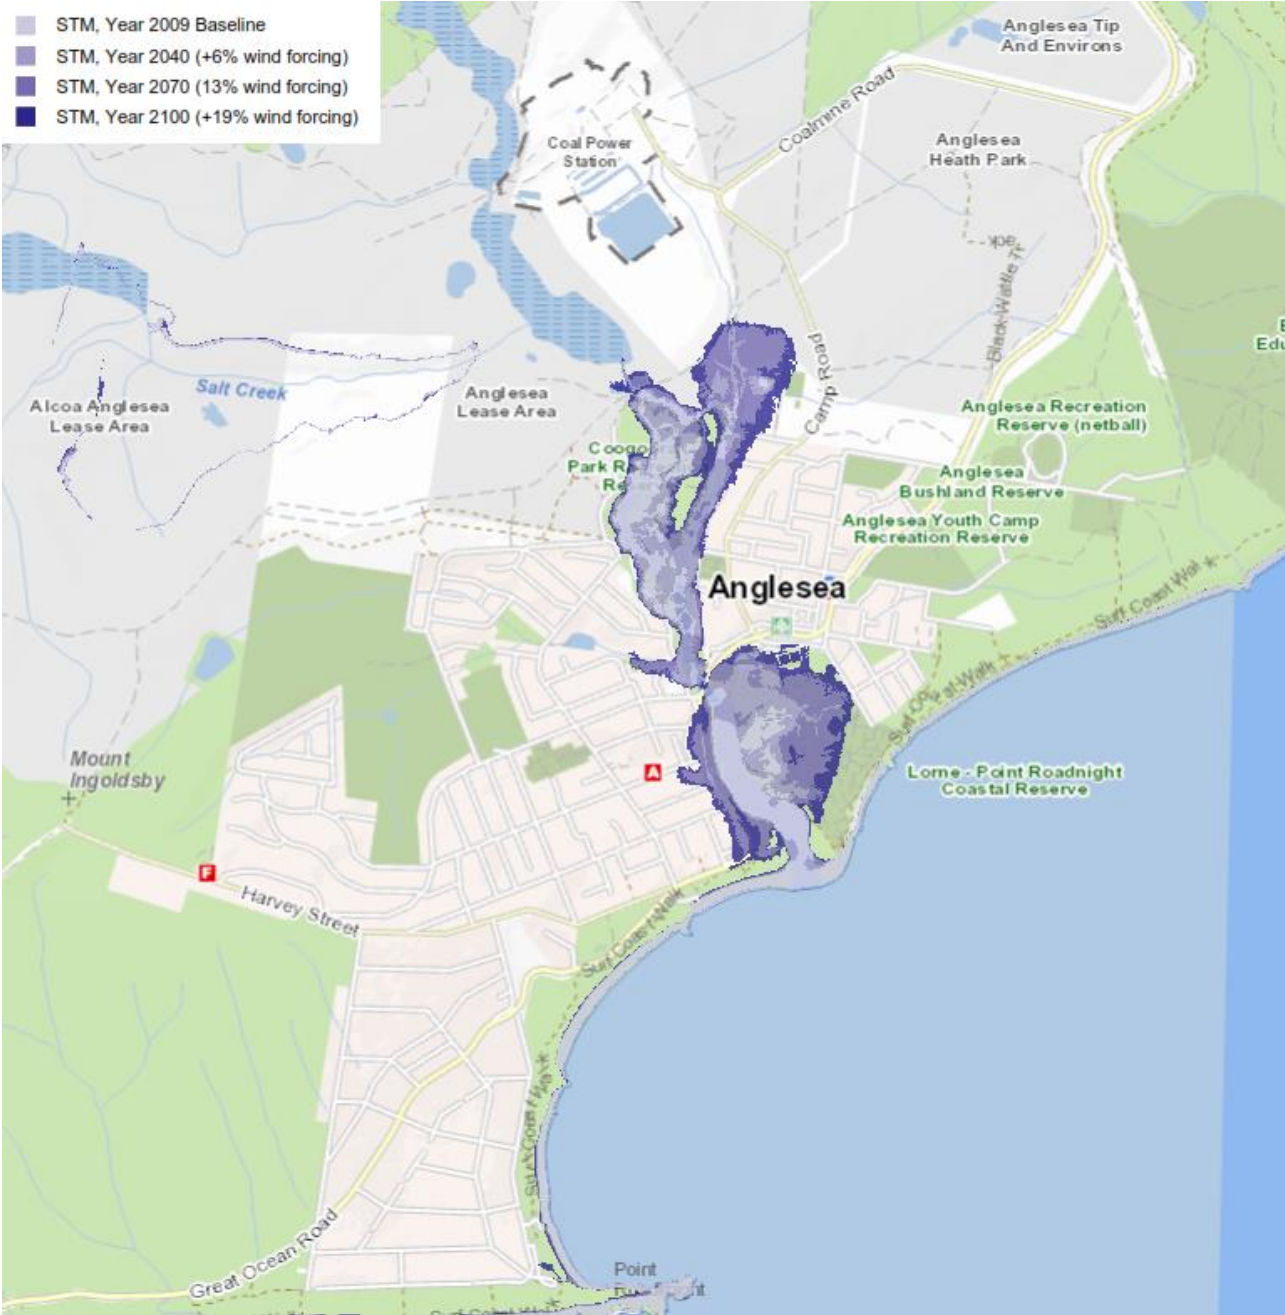 STM, Year 2009 Baseline
STM, Year 2040 (+6% wind forcing)
STM, Year 2070 (13% wind forcing)
STM, Year 2100 (+19% wind forcing)
Anglesea Tip
And Environs
Coalmine Road
Coal Power
Station
Anglesea
Heath Park
Black Wattle
Camp Road
Salt Creek
Alcoa Anglesea
Lease Area
Anglesea
Lease Area
Anglesea Recreation
Reserve (netball)
Park
Anglesea
Bushland Reserve
Anglesea Youth Camp
Recreation Reserve
Anglesea
Surf Coast Walk
Mount
Ingoldsby
A
Lorne - Point Roadnight
Coastal Reserve
F
Harvey Street
Surf Coast Walk
Surf Coast Walk
Great Ocean Road
Point